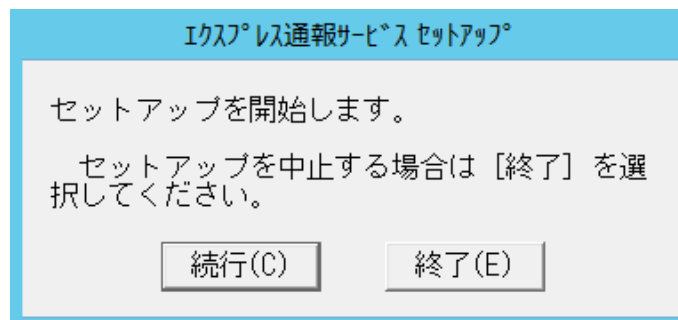 ｴｸｽﾌﾟﾚｽ通報ｻｰﾋﾞｽ ｾｯﾄｱｯﾌﾟ
セットアップを開始します。
セットアップを中止する場合は［終了］を選
択してください。
続行(C) 終了(E)